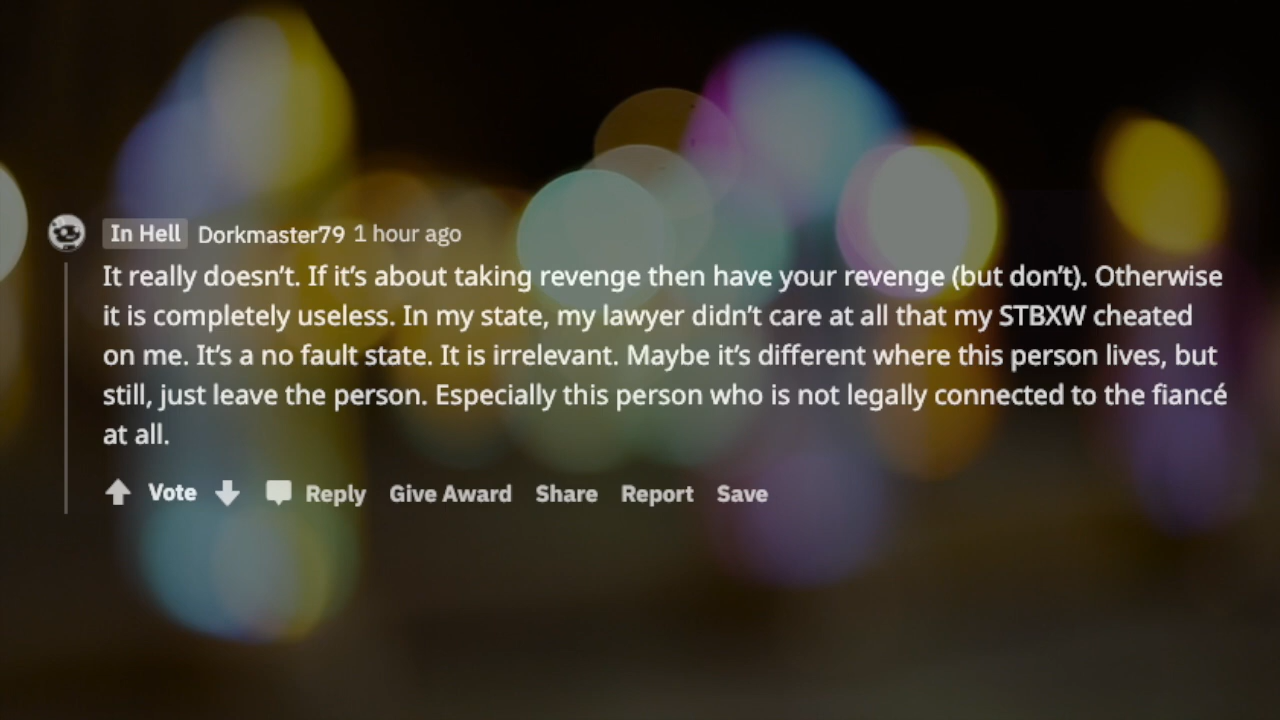 In Hell Dorkmaster79 1 hour ago
It really doesn’t. If it’s about taking revenge then have your revenge (but don’t). Otherwise
it is completely useless. In my state, my lawyer didn’t care at all that my STBXW cheated
on me. It’s a no fault state. It is irrelevant. Maybe it’s different where this person lives, but
still, just leave the person. Especially this person who is not legally connected to the fiancé
at all.
Vote Reply Give Award Share Report Save